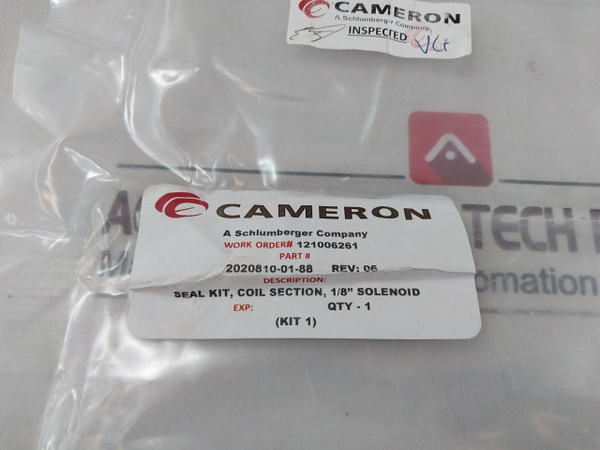 CAMERON
A Schlumberger Company
INSPECTED
CAMERON
A Schlumberger Company
WORK ORDER# 121006261
PART #
2020810-01-88 REV: 06
DESCRIPTION:
SEAL KIT, COIL SECTION, 1/8" SOLENOID
EXP: QTY - 1
(KIT 1)
TECH